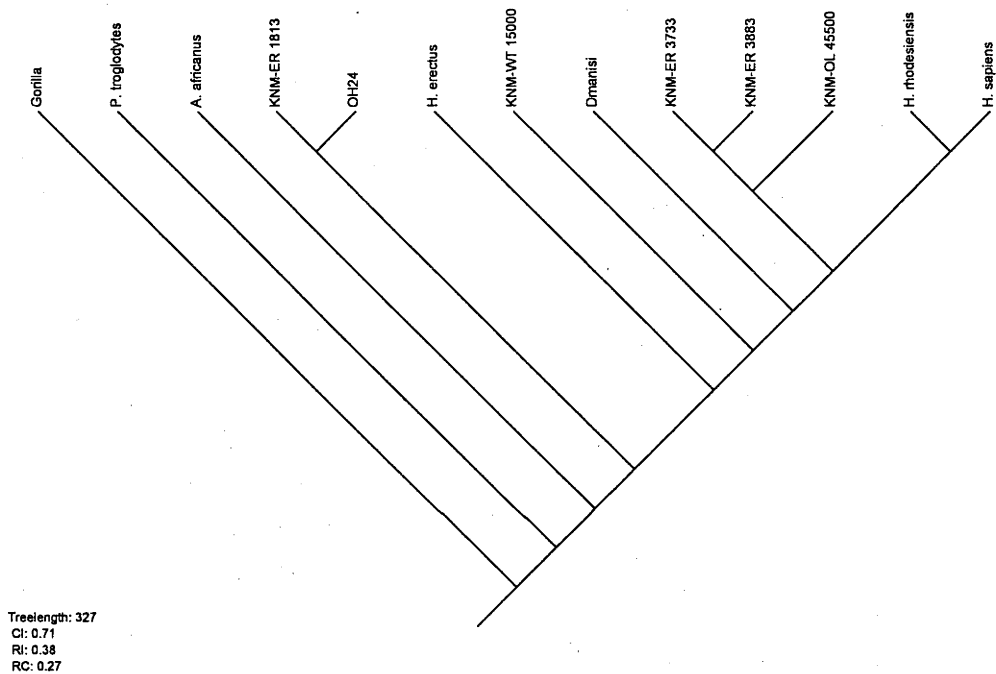 Gorilla
P. troglodytes
A. africanus
KNM-ER 1813
OH24
H. erectus
KNM-WT 15000
Dmanisi
KNM-ER 3733
KNM-ER 3883
KNM-OL 45500
H. rhodesiensis
H. sapiens
Treelength: 327
CI: 0.71
RI: 0.38
RC: 0.27